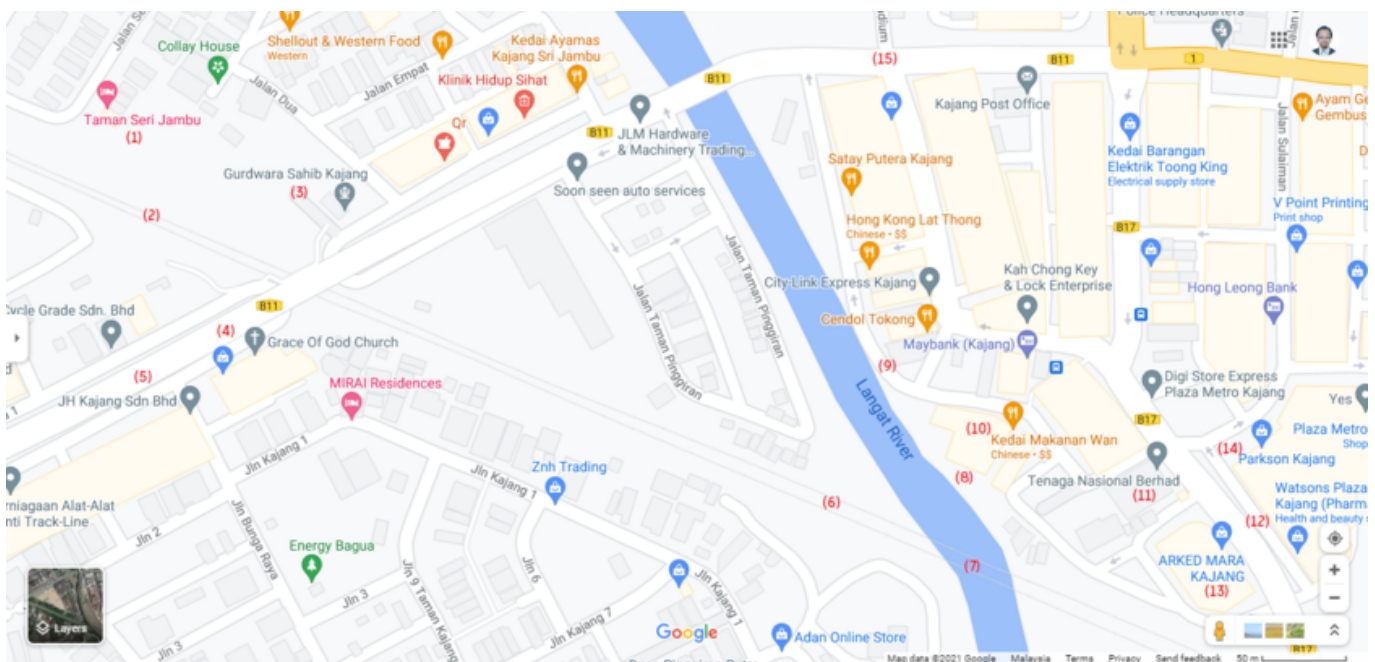 Police Headquarters
Collay House
Shellout & Western Food
Western
Kedai Ayamas
Kajang Sri Jambu
Jalan Empat
Jalan Dua
Klinik Hidup Sihat
Qr
Taman Seri Jambu
(1)
(2)
Gurdwara Sahib Kajang
(3)
B11
JLM Hardware
& Machinery Trading...
Soon seen auto services
B11
(15)
B11
1
Kajang Post Office
Jalan Sulaiman
Kedai Barangan
Elektrik Toong King
Electrical supply store
Satay Putera Kajang
Hong Kong Lat Thong
Chinese • $$
V Point Printing
Print shop
B17
City-Link Express Kajang
Kah Chong Key
& Lock Enterprise
Hong Leong Bank
Cendol Tokong
Maybank (Kajang)
Jalan Taman Pinggiran
Jalan Taman Pinggiran
Cycle Grade Sdn. Bhd
B11
(4)
Grace Of God Church
(5)
JH Kajang Sdn Bhd
MIRAI Residences
(9)
Langat River
Digi Store Express
Plaza Metro Kajang
Yes
B17
(10)
Kedai Makanan Wan
Chinese • $$
Plaza Metro
(14)
Parkson Kajang
Jln Kajang 1
Jln Kajang 1
Znh Trading
(8)
Tenaga Nasional Berhad
(11)
Watsons Plaza
Kajang (Pharm
Health and beauty s
(12)
(6)
Jln 2
Jln Bunga Raya
Energy Bagua
Jln 3
Jln 3
Jln 9 Taman Kajang
Jln 6
Jln Kajang 7
Jln Kajang 1
(7)
ARKED MARA
KAJANG
(13)
Layers
Google
Adan Online Store
B17
Map data ©2021 Google Malaysia Terms Privacy Send feedback 50 m